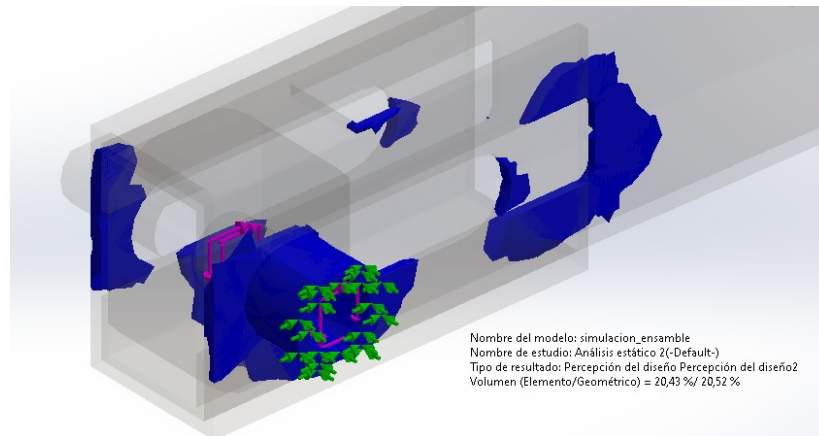 Nombre del modelo: simulacion_ensamble
Nombre de estudio: Análisis estático 2(-Default-)
Tipo de resultado: Percepción del diseño Percepción del diseño2
Volumen (Elemento/Geométrico) = 20,43 %/ 20,52 %